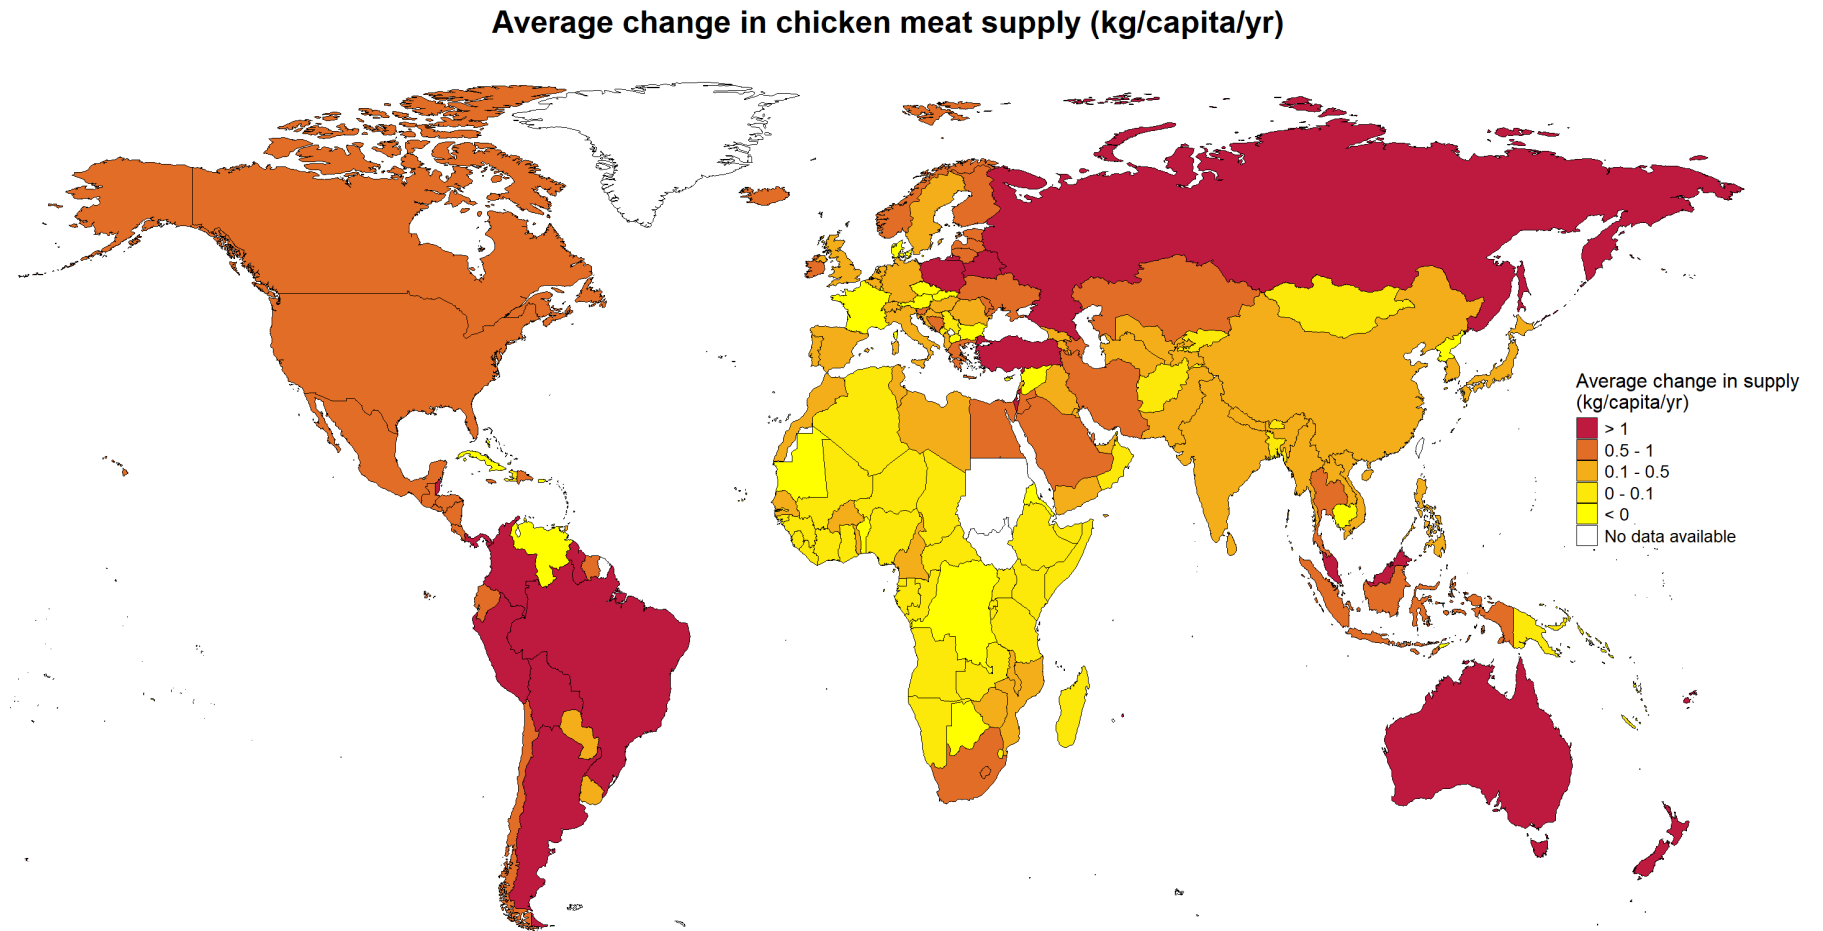 Average change in chicken meat supply (kg/capita/yr)
Average change in supply
(kg/capita/yr)
> 1
0.5 - 1
0.1 - 0.5
0 - 0.1
< 0
No data available